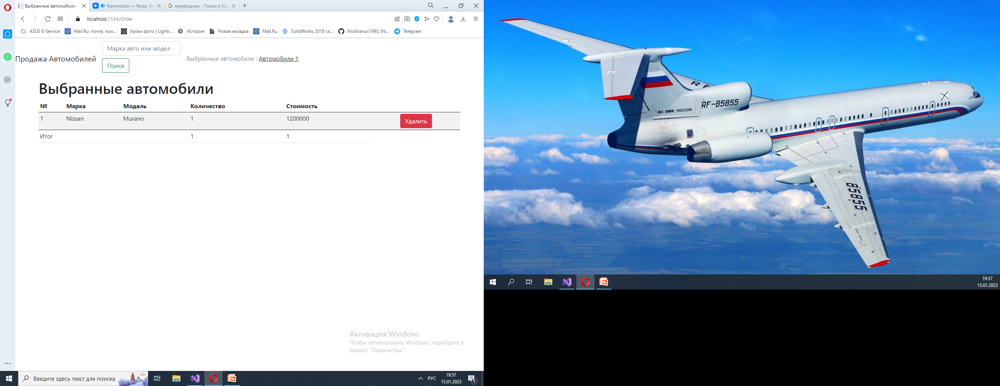 Выбранные автомобили -
Rammstein — Reise, Re
переводчик - Поиск в Goo
localhost:7124/Order
ASUS E-Service
Mail.Ru: почта, пои...
Уроки фото | Lightr...
История
Новая вкладка
Mail.Ru
SolidWorks 2018 ск...
NickIvanov1992 (Ni...
Telegram
Продажа Автомобилей
Марка авто или модел
Поиск
Выбранные автомобили : Автомобили 1
Выбранные автомобили
№ Марка Модель Количество Стоимость
1 Nissan Murano 1 1200000 Удалить
Итог 1 1
Активация Windows
Чтобы активировать Windows, перейдите в
раздел "Параметры".
Введите здесь текст для поиска
РУС
19:57
15.01.2023
1
RF-85855
МА ВМФ РОССИИ
85855
19:57
15.01.2023